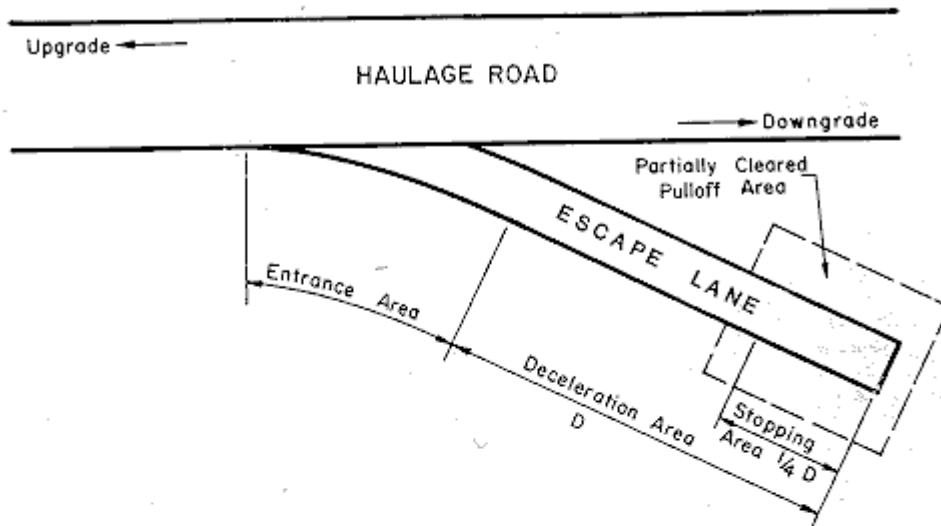 Upgrade
HAULAGE ROAD
Downgrade
Partially Cleared
Pulloff Area
ESCAPE LANE
Entrance Area
Deceleration Area
D
Stopping
Area 1/4 D